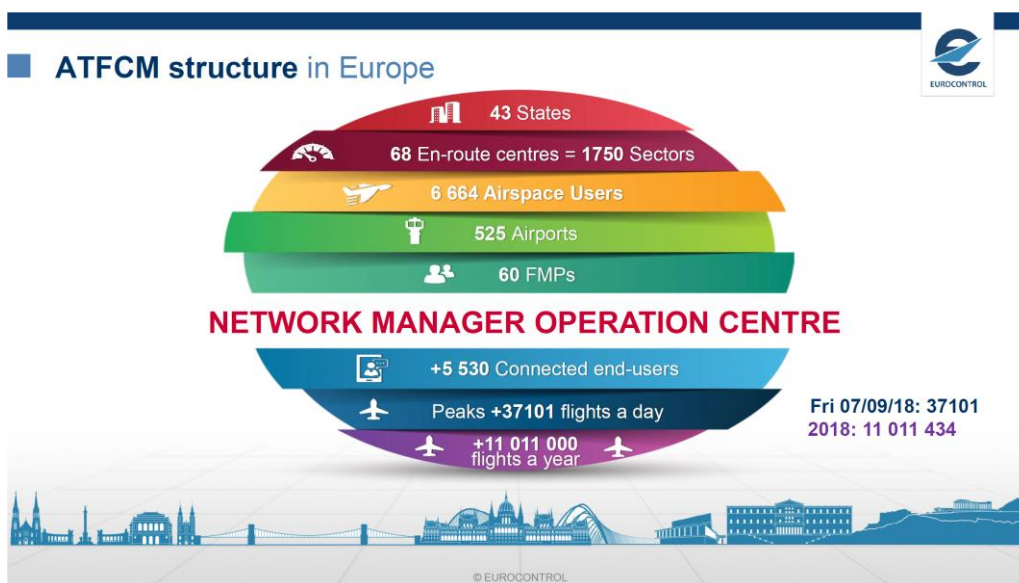 ATFCM structure in Europe
EUROCONTROL
43 States
68 En-route centres = 1750 Sectors
6 664 Airspace Users
525 Airports
60 FMPs
NETWORK MANAGER OPERATION CENTRE
+5 530 Connected end-users
Peaks +37101 flights a day
+11 011 000
flights a year
Fri 07/09/18: 37101
2018: 11 011 434
© EUROCONTROL